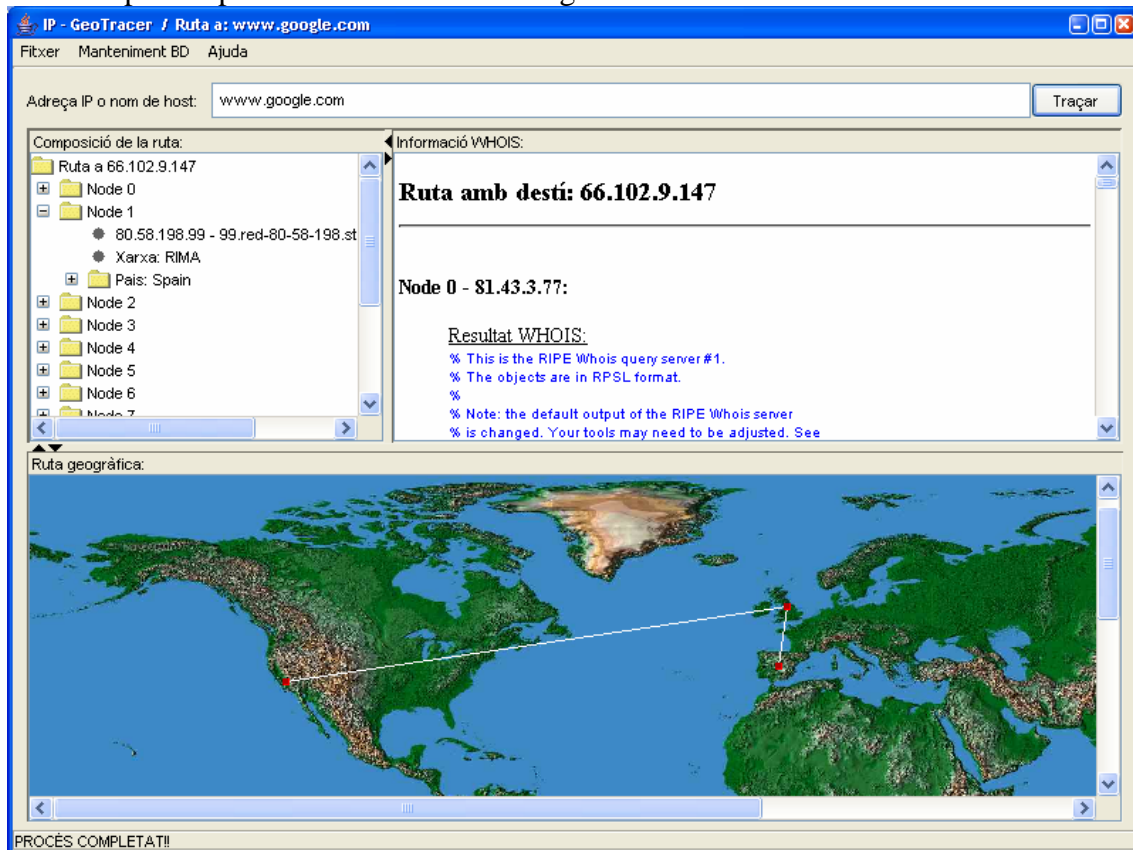 IP - GeoTracer / Ruta a: www.google.com
Fitxer Manteniment BD Ajuda
Adreça IP o nom de host: www.google.com Traçar
Composició de la ruta:
Ruta a 66.102.9.147
Node 0
Node 1
80.58.198.99 - 99.red-80-58-198.st
Xarxa: RIMA
Pais: Spain
Node 2
Node 3
Node 4
Node 5
Node 6
Node 7
Informació WHOIS:
Ruta amb destí: 66.102.9.147
Node 0 - 81.43.3.77:
Resultat WHOIS:
% This is the RIPE Whois query server #1.
% The objects are in RPSL format.
%
% Note: the default output of the RIPE Whois server
% is changed. Your tools may need to be adjusted. See
Ruta geogràfica:
PROCÈS COMPLETAT!!